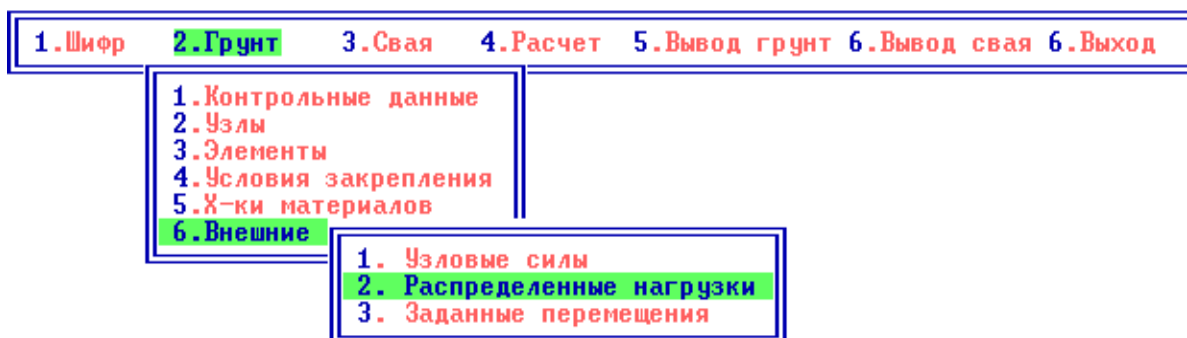 1.Шифр 2.Грунт 3.Свая 4.Расчет 5.Вывод грунт 6.Вывод свая 6.Выход
1.Контрольные данные
2.Узлы
3.Элементы
4.Условия закрепления
5.Х-ки материалов
6.Внешние
1. Узловые силы
2. Распределенные нагрузки
3. Заданные перемещения